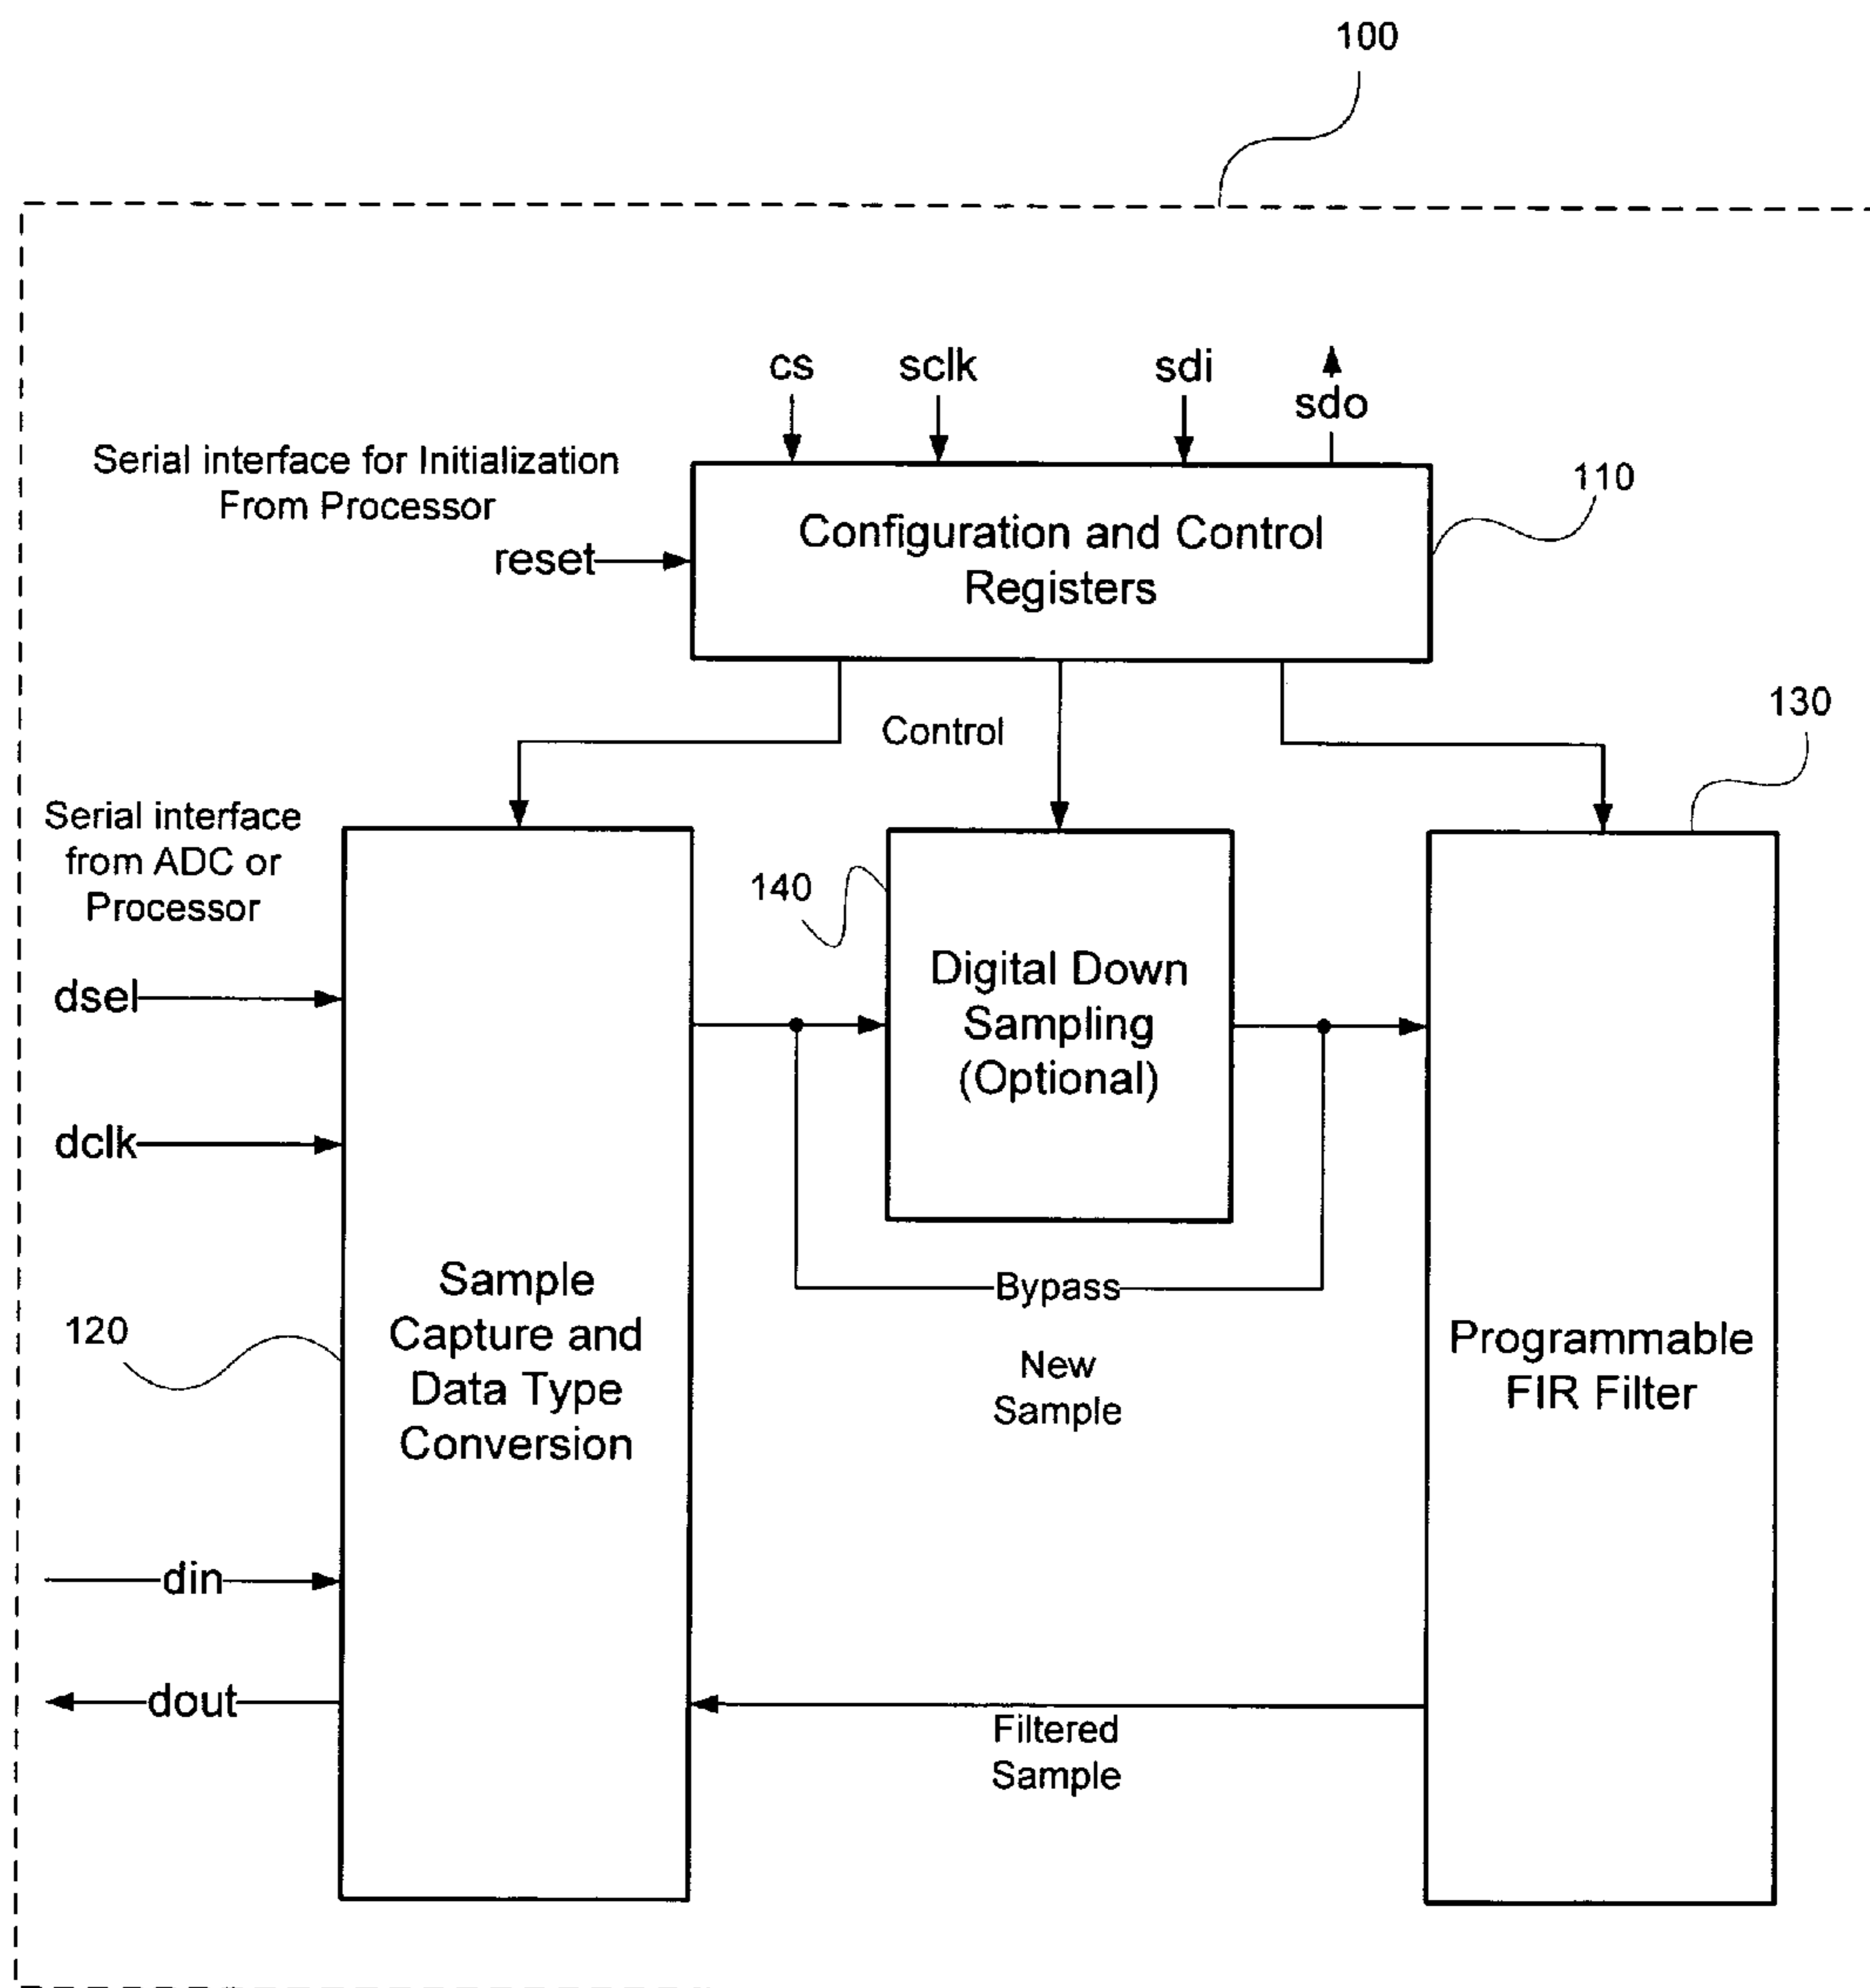 100
cs
sclk
sdi
sdo
Serial interface for Initialization
From Processor
110
Configuration and Control
Registers
reset
Control
130
Serial interface
from ADC or
Processor
140
Digital Down
Sampling
(Optional)
dsel
dclk
Sample
Capture and
Data Type
Conversion
Bypass
120
New
Sample
Programmable
FIR Filter
din
dout
Filtered
Sample